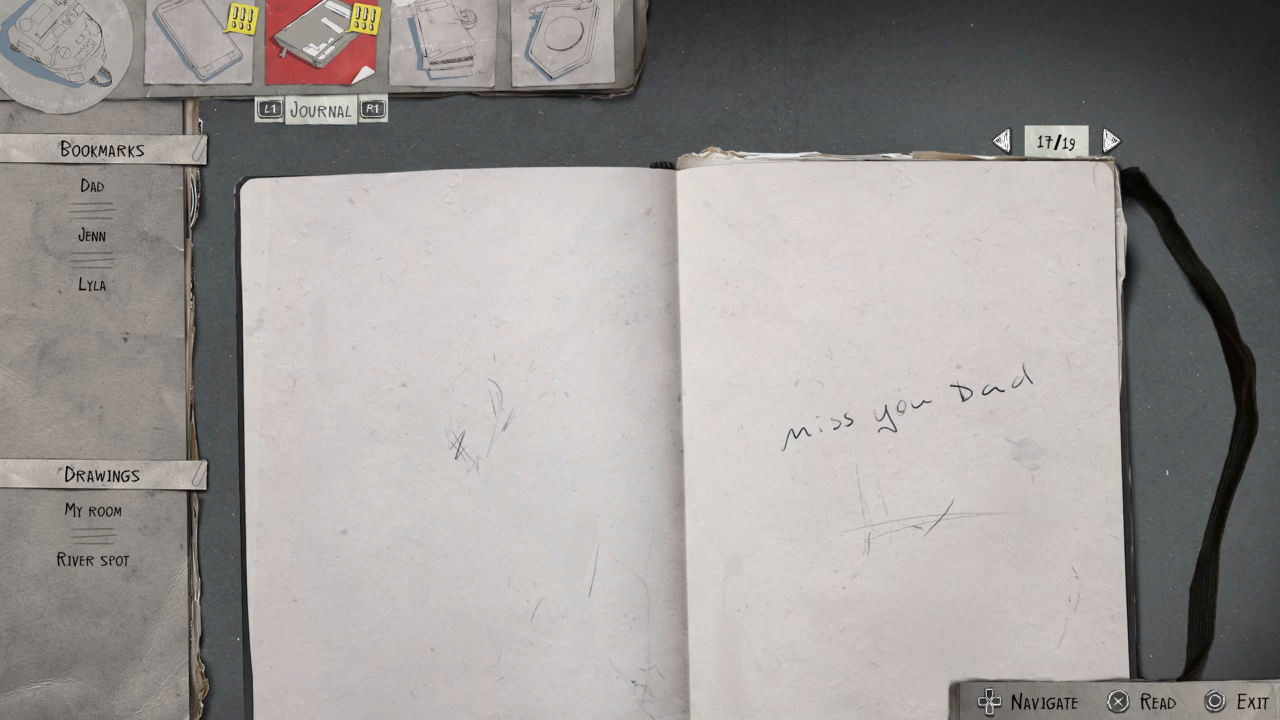 L1 JOURNAL R1
17/19
BOOKMARKS
DAD
JENN
LYLA
miss you Dad
DRAWINGS
MY ROOM
RIVER SPOT
NAVIGATE READ EXIT